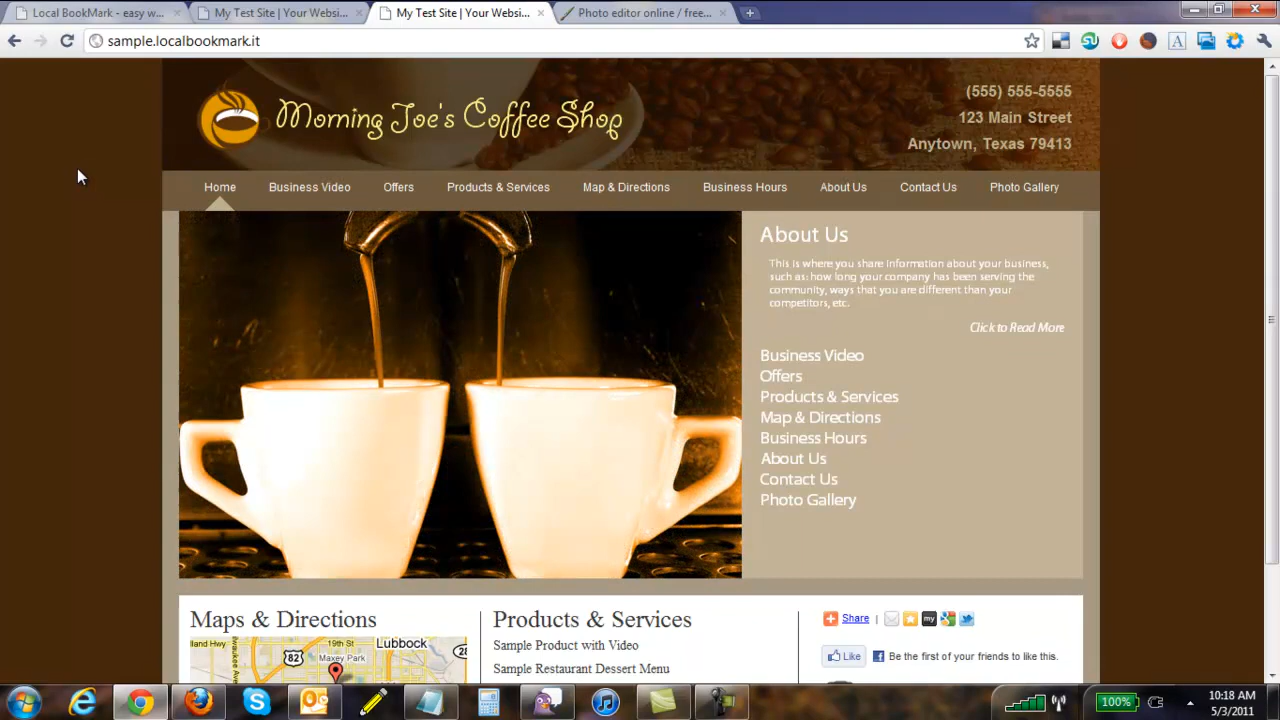 Local BookMark - easy w...
My Test Site | Your Websi...
My Test Site | Your Websi...
Photo editor online / free...
sample.localbookmark.it
Morning Joe's Coffee Shop
(555) 555-5555
123 Main Street
Anytown, Texas 79413
Home
Business Video
Offers
Products & Services
Map & Directions
Business Hours
About Us
Contact Us
Photo Gallery
About Us
This is where you share information about your business,
such as: how long your company has been serving the
community, ways that you are different than your
competitors, etc.
Click to Read More
Business Video
Offers
Products & Services
Map & Directions
Business Hours
About Us
Contact Us
Photo Gallery
Maps & Directions
lland Hwy
19th St
Lubbock
82
Maxey Park
28
Products & Services
Sample Product with Video
Sample Restaurant Dessert Menu
Share |
my
Like
Be the first of your friends to like this.
100%
10:18 AM
5/3/2011